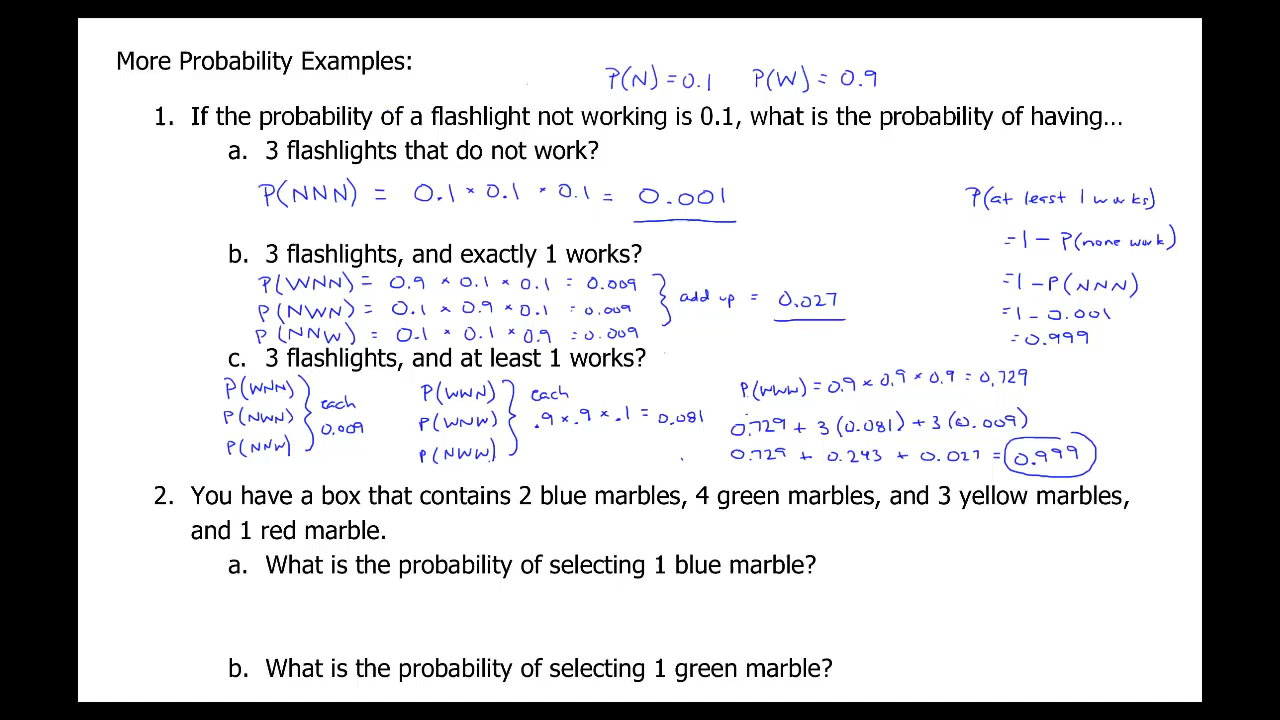 More Probability Examples:
P(N) = 0.1 P(W) = 0.9
1. If the probability of a flashlight not working is 0.1, what is the probability of having…
a. 3 flashlights that do not work?
P(NNN) = 0.1 × 0.1 × 0.1 = 0.001
b. 3 flashlights, and exactly 1 works?
P(WNN) = 0.9 × 0.1 × 0.1 = 0.009
P(NWN) = 0.1 × 0.9 × 0.1 = 0.009
P(NNW) = 0.1 × 0.1 × 0.9 = 0.009
add up = 0.027
P(at least 1 works)
= 1 - P(none work)
= 1 - P(NNN)
= 1 - 0.001
= 0.999
c. 3 flashlights, and at least 1 works?
P(WNN)
P(NWN)
P(NNW)
each
0.009
P(WWN)
P(WNW)
P(NWW)
each
.9 × .9 × .1 = 0.081
P(WWW) = 0.9 × 0.9 × 0.9 = 0.729
0.729 + 3(0.081) + 3(0.009)
0.729 + 0.243 + 0.027 = 0.999
2. You have a box that contains 2 blue marbles, 4 green marbles, and 3 yellow marbles,
and 1 red marble.
a. What is the probability of selecting 1 blue marble?
b. What is the probability of selecting 1 green marble?